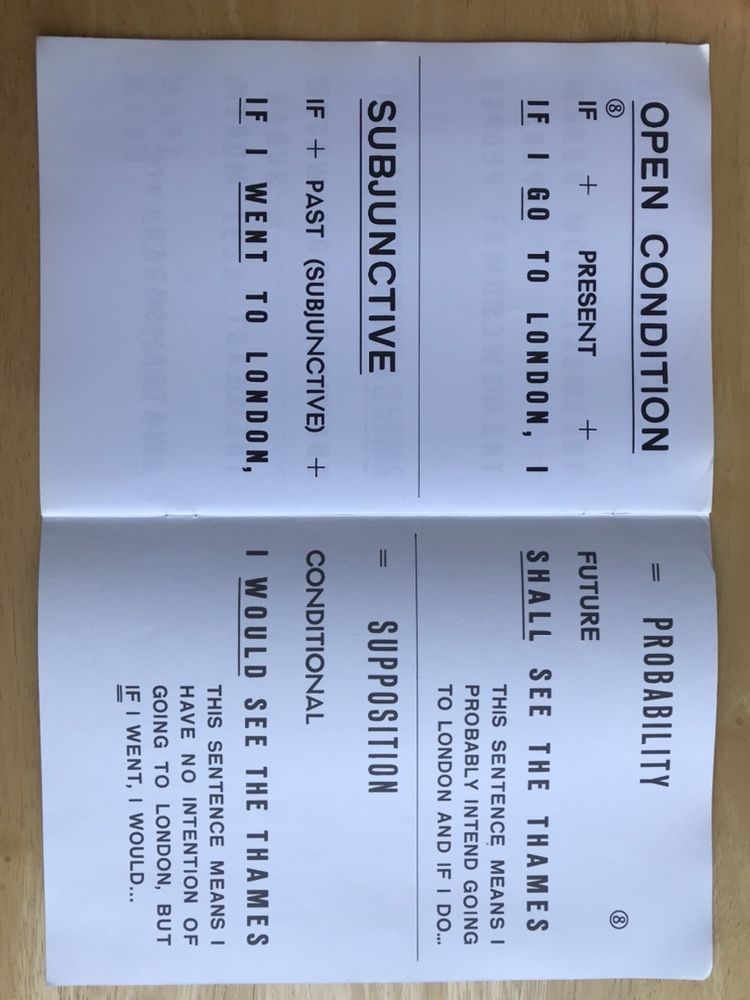 OPEN CONDITION = PROBABILITY
⑧ ⑧
IF + PRESENT + FUTURE
IF I GO TO LONDON, I SHALL SEE THE THAMES
THIS SENTENCE MEANS I
PROBABLY INTEND GOING
TO LONDON AND IF I DO...
SUBJUNCTIVE = SUPPOSITION
IF + PAST (SUBJUNCTIVE) + CONDITIONAL
IF I WENT TO LONDON, I WOULD SEE THE THAMES
THIS SENTENCE MEANS I
HAVE NO INTENTION OF
GOING TO LONDON, BUT
IF I WENT, I WOULD...